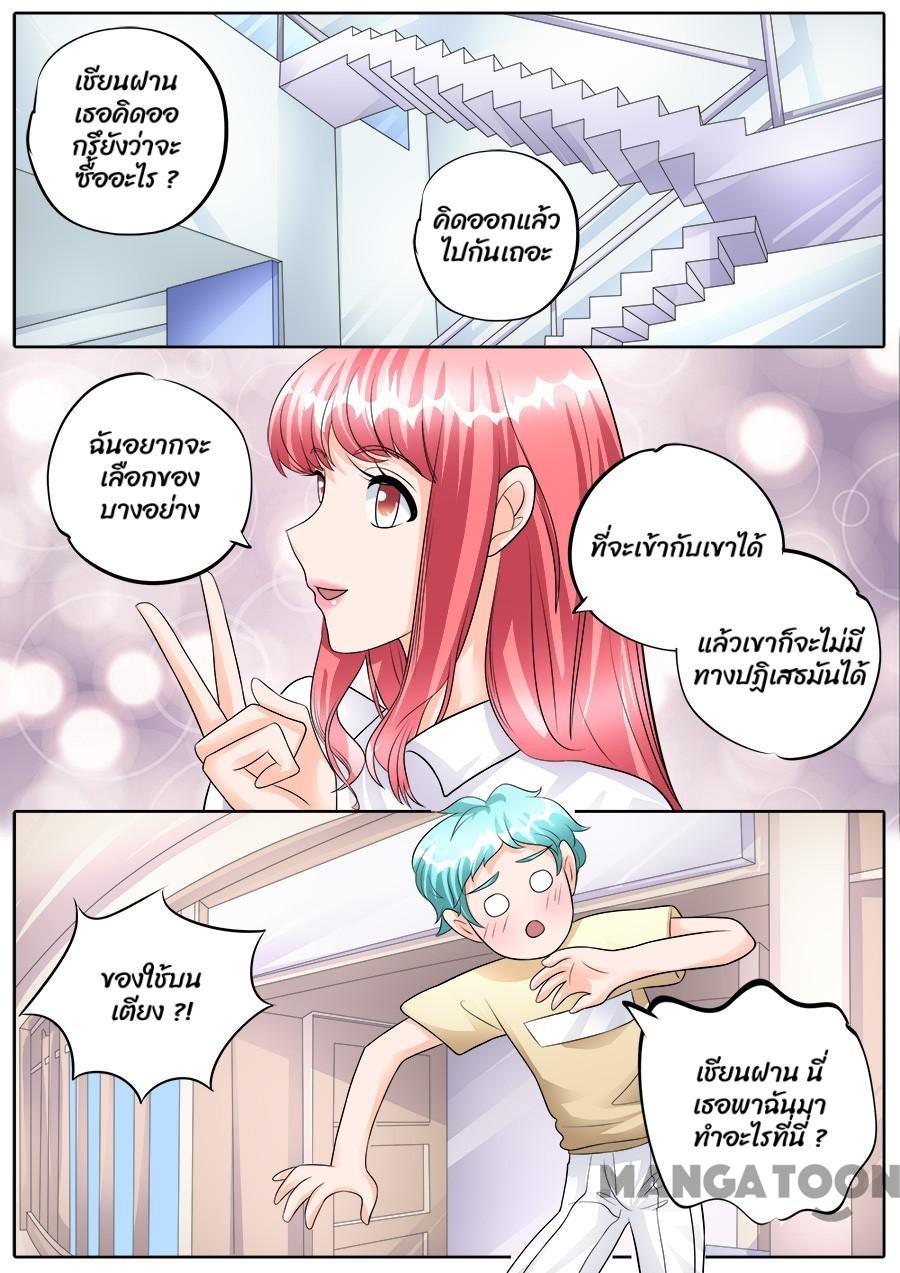 เชียนฝาน
เธอคิดออ
กรึยังว่าจะ
ซื้ออะไร ?
คิดออกแล้ว
ไปกันเถอะ
ฉันอยากจะ
เลือกของ
บางอย่าง
ที่จะเข้ากับเขาได้
แล้วเขาก็จะไม่มี
ทางปฏิเสธมันได้
ของใช้บน
เตียง ?!
เชียนฝาน นี่
เธอพาฉันมา
ทำอะไรที่นี่ ?
MANGATOON